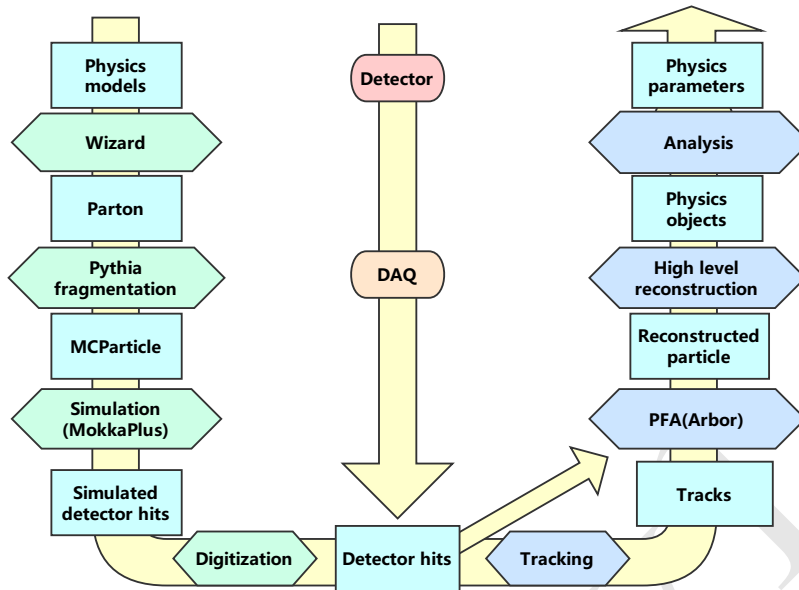 Physics
models
Wizard
Parton
Pythia
fragmentation
MCParticle
Simulation
(MokkaPlus)
Simulated
detector hits
Digitization
Detector
DAQ
Detector hits
Tracking
Tracks
PFA(Arbor)
Reconstructed
particle
High level
reconstruction
Physics
objects
Analysis
Physics
parameters